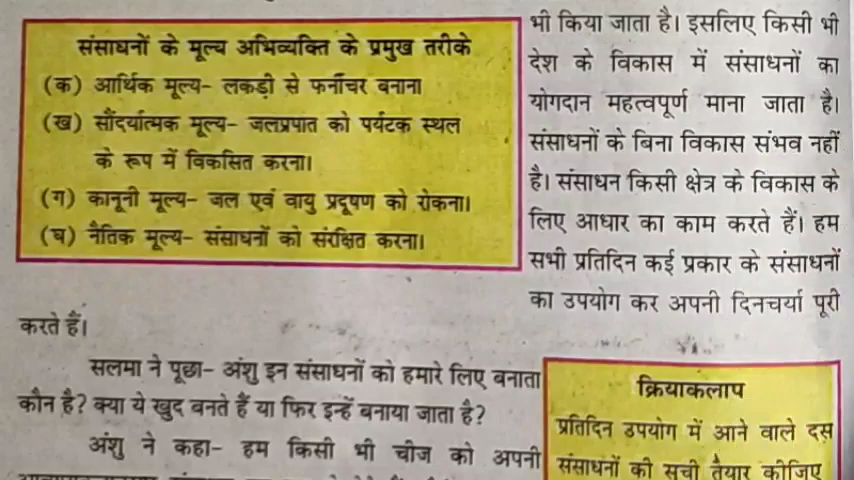 संसाधनों के मूल्य अभिव्यक्ति के प्रमुख तरीके
(क) आर्थिक मूल्य– लकड़ी से फर्नीचर बनाना
(ख) सौंदर्यात्मक मूल्य– जलप्रपात को पर्यटक स्थल
के रूप में विकसित करना।
(ग) कानूनी मूल्य– जल एवं वायु प्रदूषण को रोकना।
(घ) नैतिक मूल्य– संसाधनों को संरक्षित करना।
भी किया जाता है। इसलिए किसी भी
देश के विकास में संसाधनों का
योगदान महत्वपूर्ण माना जाता है।
संसाधनों के बिना विकास संभव नहीं
है। संसाधन किसी क्षेत्र के विकास के
लिए आधार का काम करते हैं। हम
सभी प्रतिदिन कई प्रकार के संसाधनों
का उपयोग कर अपनी दिनचर्या पूरी
करते हैं।
सलमा ने पूछा– अंशु इन संसाधनों को हमारे लिए बनाता
कौन है? क्या ये खुद बनते हैं या फिर इन्हें बनाया जाता है?
अंशु ने कहा– हम किसी भी चीज को अपनी
क्रियाकलाप
प्रतिदिन उपयोग में आने वाले दस
संसाधनों की सूची तैयार कीजिए